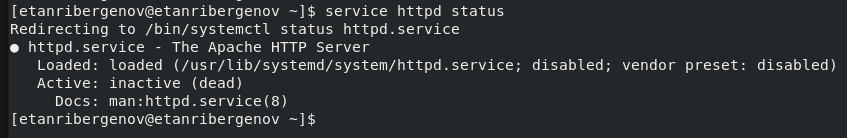 [etanribergenov@etanribergenov ~]$ service httpd status
Redirecting to /bin/systemctl status httpd.service
● httpd.service - The Apache HTTP Server
   Loaded: loaded (/usr/lib/systemd/system/httpd.service; disabled; vendor preset: disabled)
   Active: inactive (dead)
     Docs: man:httpd.service(8)
[etanribergenov@etanribergenov ~]$